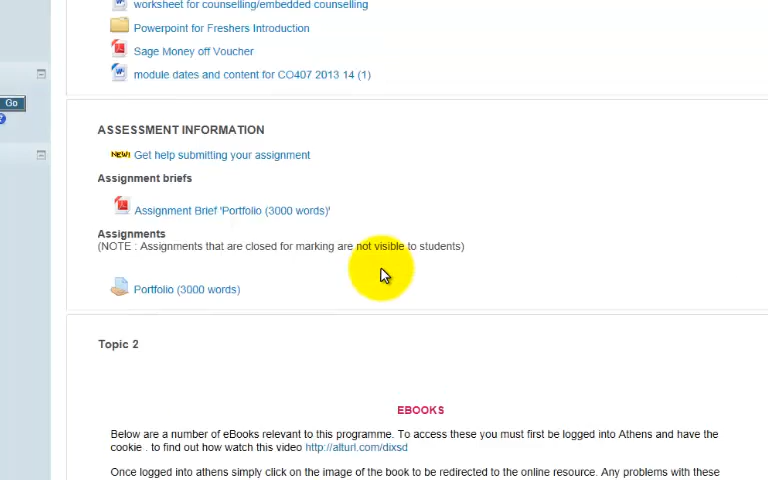 worksheet for counselling/embedded counselling
Powerpoint for Freshers Introduction
Sage Money off Voucher
module dates and content for CO407 2013 14 (1)
Go
ASSESSMENT INFORMATION
NEW! Get help submitting your assignment
Assignment briefs
Assignment Brief 'Portfolio (3000 words)'
Assignments
(NOTE : Assignments that are closed for marking are not visible to students)
Portfolio (3000 words)
Topic 2
EBOOKS
Below are a number of eBooks relevant to this programme. To access these you must first be logged into Athens and have the
cookie . to find out how watch this video http://alturl.com/dixsd
Once logged into athens simply click on the image of the book to be redirected to the online resource. Any problems with these